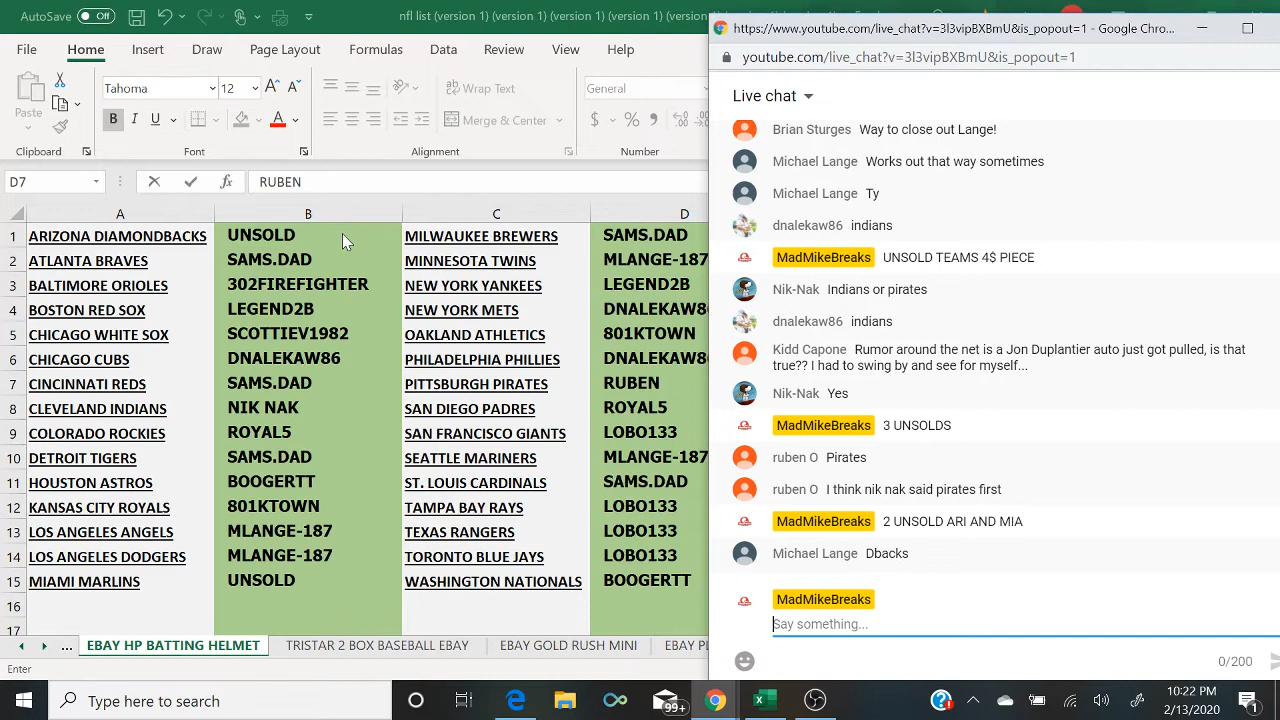 AutoSave Off nfl list (version 1) (version 1) (version 1) (version 1) (version 1)
https://www.youtube.com/live_chat?v=3l3vipBXBmU&is_popout=1 - Google Chro...
File Home Insert Draw Page Layout Formulas Data Review View Help
youtube.com/live_chat?v=3l3vipBXBmU&is_popout=1
Paste
Tahoma 12 A A
B I U
Wrap Text
Merge & Center
General
$ %
Clipboard Font Alignment Number
D7 fx RUBEN
A B C D
1 ARIZONA DIAMONDBACKS UNSOLD MILWAUKEE BREWERS SAMS.DAD
2 ATLANTA BRAVES SAMS.DAD MINNESOTA TWINS MLANGE-187
3 BALTIMORE ORIOLES 302FIREFIGHTER NEW YORK YANKEES LEGEND2B
4 BOSTON RED SOX LEGEND2B NEW YORK METS DNALEKAW8
5 CHICAGO WHITE SOX SCOTTIEV1982 OAKLAND ATHLETICS 801KTOWN
6 CHICAGO CUBS DNALEKAW86 PHILADELPHIA PHILLIES DNALEKAW8
7 CINCINNATI REDS SAMS.DAD PITTSBURGH PIRATES RUBEN
8 CLEVELAND INDIANS NIK NAK SAN DIEGO PADRES ROYAL5
9 COLORADO ROCKIES ROYAL5 SAN FRANCISCO GIANTS LOBO133
10 DETROIT TIGERS SAMS.DAD SEATTLE MARINERS MLANGE-187
11 HOUSTON ASTROS BOOGERTT ST. LOUIS CARDINALS SAMS.DAD
12 KANSAS CITY ROYALS 801KTOWN TAMPA BAY RAYS LOBO133
13 LOS ANGELES ANGELS MLANGE-187 TEXAS RANGERS LOBO133
14 LOS ANGELES DODGERS MLANGE-187 TORONTO BLUE JAYS LOBO133
15 MIAMI MARLINS UNSOLD WASHINGTON NATIONALS BOOGERTT
16
17
... EBAY HP BATTING HELMET TRISTAR 2 BOX BASEBALL EBAY EBAY GOLD RUSH MINI EBAY PL
Enter
Live chat
Brian Sturges Way to close out Lange!
Michael Lange Works out that way sometimes
Michael Lange Ty
dnalekaw86 indians
MadMikeBreaks UNSOLD TEAMS 4$ PIECE
Nik-Nak Indians or pirates
dnalekaw86 indians
Kidd Capone Rumor around the net is a Jon Duplantier auto just got pulled, is that
true?? I had to swing by and see for myself...
Nik-Nak Yes
MadMikeBreaks 3 UNSOLDS
ruben O Pirates
ruben O I think nik nak said pirates first
MadMikeBreaks 2 UNSOLD ARI AND MIA
Michael Lange Dbacks
MadMikeBreaks
Say something...
0/200
Type here to search
99+
10:22 PM
2/13/2020
1